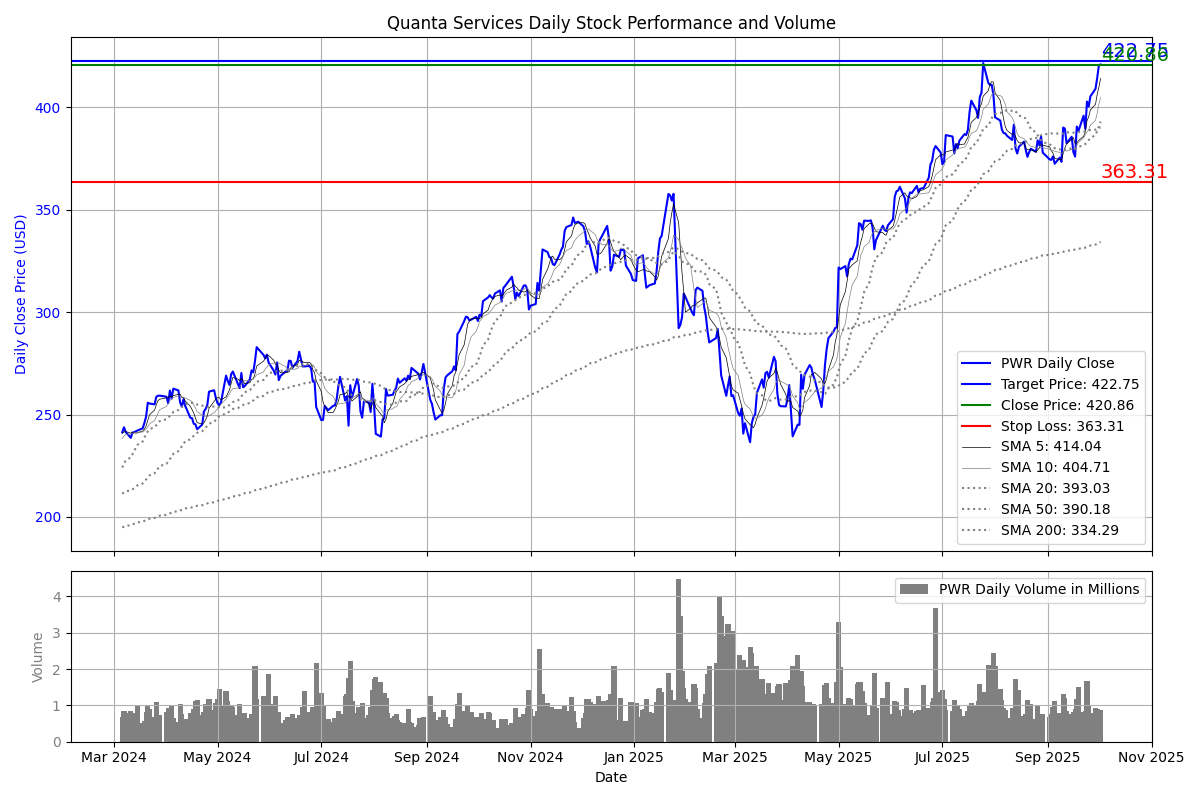 Quanta Services Daily Stock Performance and Volume
422.75
420.86
400
363.31
350
300
250
200
Daily Close Price (USD)
PWR Daily Close
Target Price: 422.75
Close Price: 420.86
Stop Loss: 363.31
SMA 5: 414.04
SMA 10: 404.71
SMA 20: 393.03
SMA 50: 390.18
SMA 200: 334.29
PWR Daily Volume in Millions
4
3
2
1
0
Volume
Mar 2024 May 2024 Jul 2024 Sep 2024 Nov 2024 Jan 2025 Mar 2025 May 2025 Jul 2025 Sep 2025 Nov 2025
Date